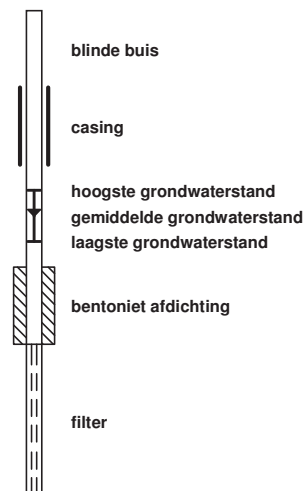 blinde buis
casing
hoogste grondwaterstand
gemiddelde grondwaterstand
laagste grondwaterstand
bentoniet afdichting
filter